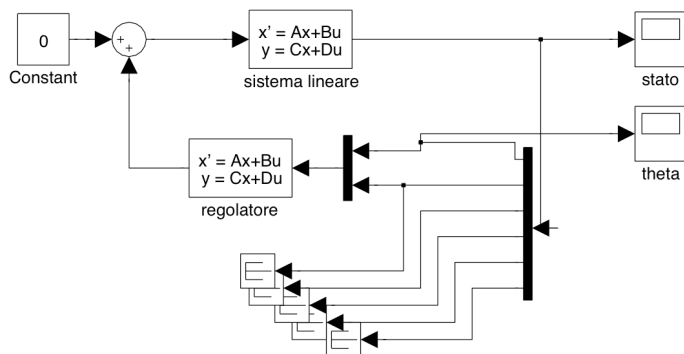 0
Constant
+
+
x' = Ax+Bu
y = Cx+Du
sistema lineare
stato
theta
x' = Ax+Bu
y = Cx+Du
regolatore